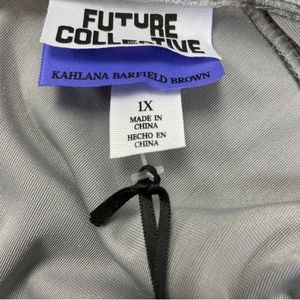 FUTURE
COLLECTIVE
KAHLANA BARFIELD BROWN
1X
MADE IN
CHINA
HECHO EN
CHINA